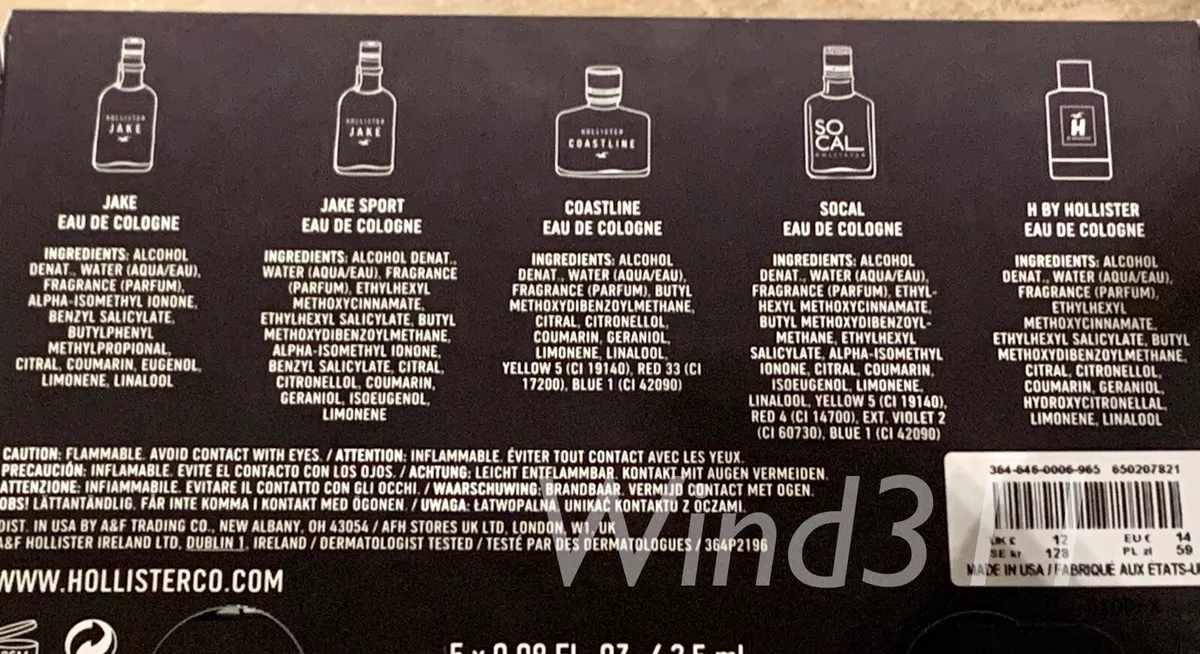 HOLLISTER
JAKE
JAKE
EAU DE COLOGNE
INGREDIENTS: ALCOHOL
DENAT., WATER (AQUA/EAU),
FRAGRANCE (PARFUM),
ALPHA-ISOMETHYL IONONE,
BENZYL SALICYLATE,
BUTYLPHENYL
METHYLPROPIONAL,
CITRAL, COUMARIN, EUGENOL,
LIMONENE, LINALOOL
HOLLISTER
JAKE
JAKE SPORT
EAU DE COLOGNE
INGREDIENTS: ALCOHOL DENAT.,
WATER (AQUA/EAU), FRAGRANCE
(PARFUM), ETHYLHEXYL
METHOXYCINNAMATE,
ETHYLHEXYL SALICYLATE, BUTYL
METHOXYDIBENZOYLMETHANE,
ALPHA-ISOMETHYL IONONE,
BENZYL SALICYLATE, CITRAL,
CITRONELLOL, COUMARIN,
GERANIOL, ISOEUGENOL,
LIMONENE
HOLLISTER
COASTLINE
COASTLINE
EAU DE COLOGNE
INGREDIENTS: ALCOHOL
DENAT., WATER (AQUA/EAU),
FRAGRANCE (PARFUM), BUTYL
METHOXYDIBENZOYLMETHANE,
CITRAL, CITRONELLOL,
COUMARIN, GERANIOL,
LIMONENE, LINALOOL,
YELLOW 5 (CI 19140), RED 33 (CI
17200), BLUE 1 (CI 42090)
SO
CAL
HOLLISTER
SOCAL
EAU DE COLOGNE
INGREDIENTS: ALCOHOL
DENAT., WATER (AQUA/EAU),
FRAGRANCE (PARFUM), ETHYL-
HEXYL METHOXYCINNAMATE,
BUTYL METHOXYDIBENZOYL-
METHANE, ETHYLHEXYL
SALICYLATE, ALPHA-ISOMETHYL
IONONE, CITRAL, COUMARIN,
ISOEUGENOL, LIMONENE,
LINALOOL, YELLOW 5 (CI 19140),
RED 4 (CI 14700), EXT. VIOLET 2
(CI 60730), BLUE 1 (CI 42090)
H
H BY HOLLISTER
EAU DE COLOGNE
INGREDIENTS: ALCOHOL
DENAT., WATER (AQUA/EAU),
FRAGRANCE (PARFUM),
ETHYLHEXYL
METHOXYCINNAMATE,
ETHYLHEXYL SALICYLATE, BUTYL
METHOXYDIBENZOYLMETHANE,
CITRAL, CITRONELLOL,
COUMARIN, GERANIOL
HYDROXYCITRONELLAL,
LIMONENE, LINALOOL
CAUTION: FLAMMABLE. AVOID CONTACT WITH EYES. / ATTENTION: INFLAMMABLE. ÉVITER TOUT CONTACT AVEC LES YEUX.
PRECAUCIÓN: INFLAMABLE. EVITE EL CONTACTO CON LOS OJOS. / ACHTUNG: LEICHT ENTFLAMMBAR. KONTAKT MIT AUGEN VERMEIDEN.
ATTENZIONE: INFIAMMABILE. EVITARE IL CONTATTO CON GLI OCCHI. / WAARSCHUWING: BRANDBAAR. VERMIJD CONTACT MET OGEN.
OBS! LÄTTANTÄNDLIG. FÅR INTE KOMMA I KONTAKT MED ÖGONEN. / UWAGA: ŁATWOPALNA. UNIKAĆ KONTAKTU Z OCZAMI.
DIST. IN USA BY A&F TRADING CO., NEW ALBANY, OH 43054 / AFH STORES UK LTD, LONDON, W1, UK
A&F HOLLISTER IRELAND LTD, DUBLIN 1, IRELAND / DERMATOLOGIST TESTED / TESTÉ PAR DES DERMATOLOGUES / 364P2196
WWW.HOLLISTERCO.COM
364-646-0006-965 650207821
UK £ 12 EU € 14
SE kr 128 PL zł 59
MADE IN USA / FABRIQUÉ AUX ÉTATS-U
Wind3
5 x 0.08 FL. OZ. / 2.5 ml